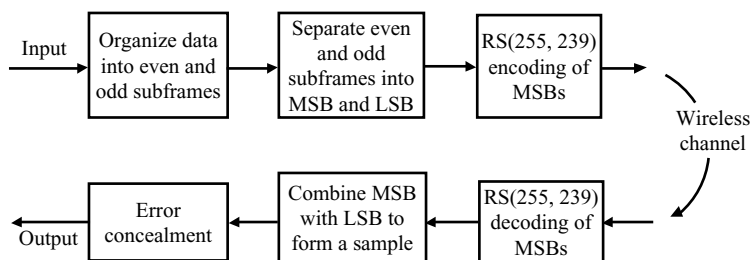 Input
Organize data
into even and
odd subframes
Separate even
and odd
subframes into
MSB and LSB
RS(255, 239)
encoding of
MSBs
Wireless
channel
RS(255, 239)
decoding of
MSBs
Combine MSB
with LSB to
form a sample
Error
concealment
Output